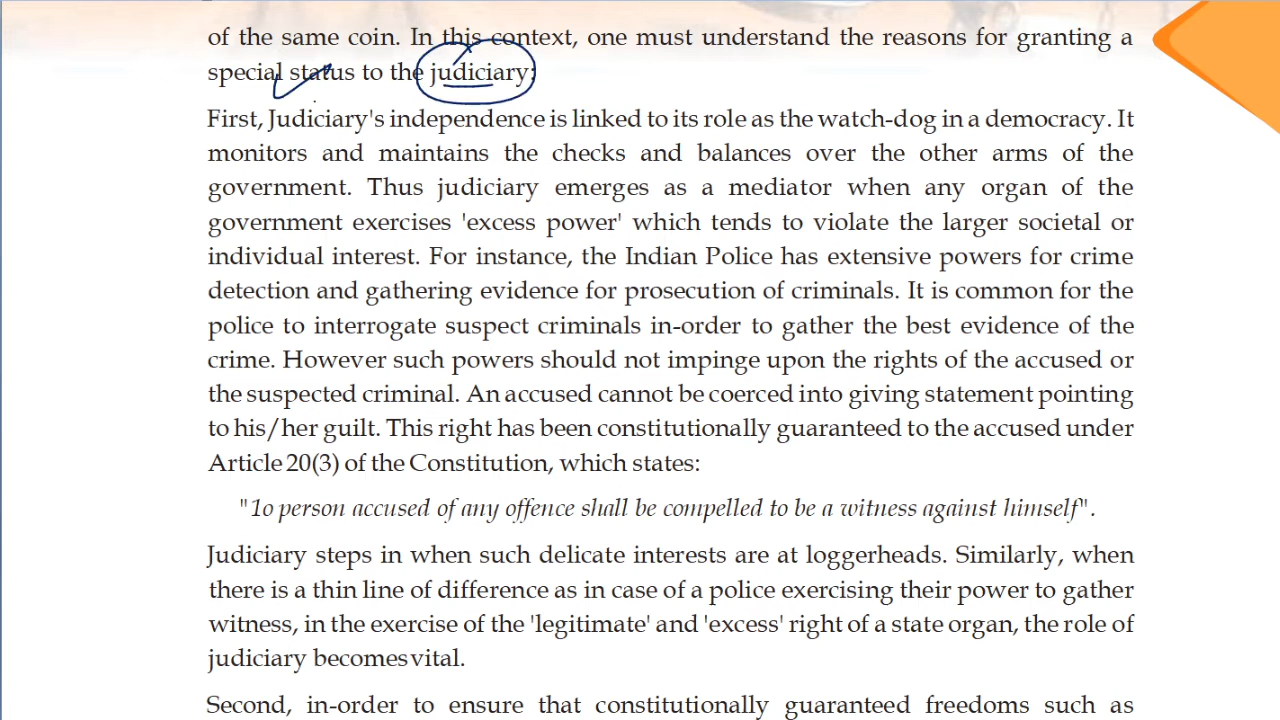 of the same coin. In this context, one must understand the reasons for granting a
special status to the judiciary:
First, Judiciary's independence is linked to its role as the watch-dog in a democracy. It
monitors and maintains the checks and balances over the other arms of the
government. Thus judiciary emerges as a mediator when any organ of the
government exercises 'excess power' which tends to violate the larger societal or
individual interest. For instance, the Indian Police has extensive powers for crime
detection and gathering evidence for prosecution of criminals. It is common for the
police to interrogate suspect criminals in-order to gather the best evidence of the
crime. However such powers should not impinge upon the rights of the accused or
the suspected criminal. An accused cannot be coerced into giving statement pointing
to his/her guilt. This right has been constitutionally guaranteed to the accused under
Article 20(3) of the Constitution, which states:
"1o person accused of any offence shall be compelled to be a witness against himself".
Judiciary steps in when such delicate interests are at loggerheads. Similarly, when
there is a thin line of difference as in case of a police exercising their power to gather
witness, in the exercise of the 'legitimate' and 'excess' right of a state organ, the role of
judiciary becomes vital.
Second, in-order to ensure that constitutionally guaranteed freedoms such as